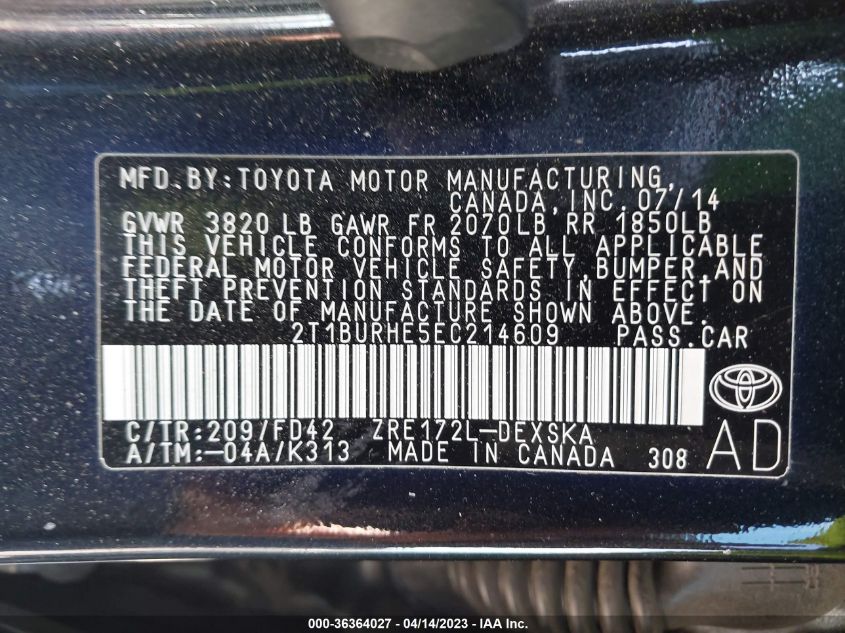 MFD.BY:TOYOTA MOTOR MANUFACTURING,
CANADA,INC.07/14
GVWR 3820 LB GAWR FR 2070LB, RR 1850LB
THIS VEHICLE CONFORMS TO ALL APPLICABLE
FEDERAL MOTOR VEHICLE SAFETY,BUMPER,AND
THEFT PREVENTION STANDARDS IN EFFECT ON
THE DATE OF MANUFACTURE SHOWN ABOVE.
2T1BURHE5EC214609 PASS.CAR
C/TR:209/FD42 ZRE172L-DEXSKA
A/TM:-04A/K313 MADE IN CANADA 308 AD
000-36364027 - 04/14/2023 - IAA Inc.